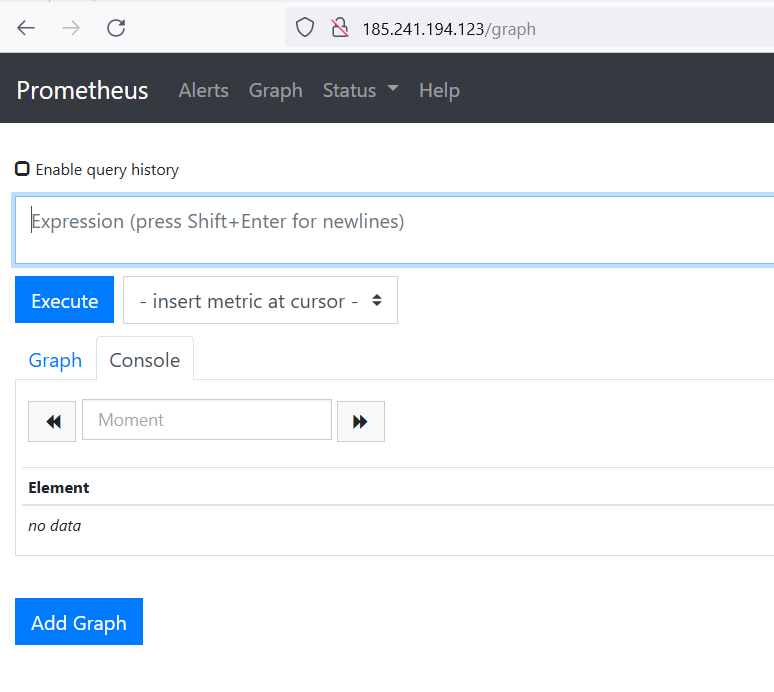 185.241.194.123/graph
Prometheus Alerts Graph Status Help
Enable query history
Expression (press Shift+Enter for newlines)
Execute - insert metric at cursor -
Graph Console
Moment
Element
no data
Add Graph